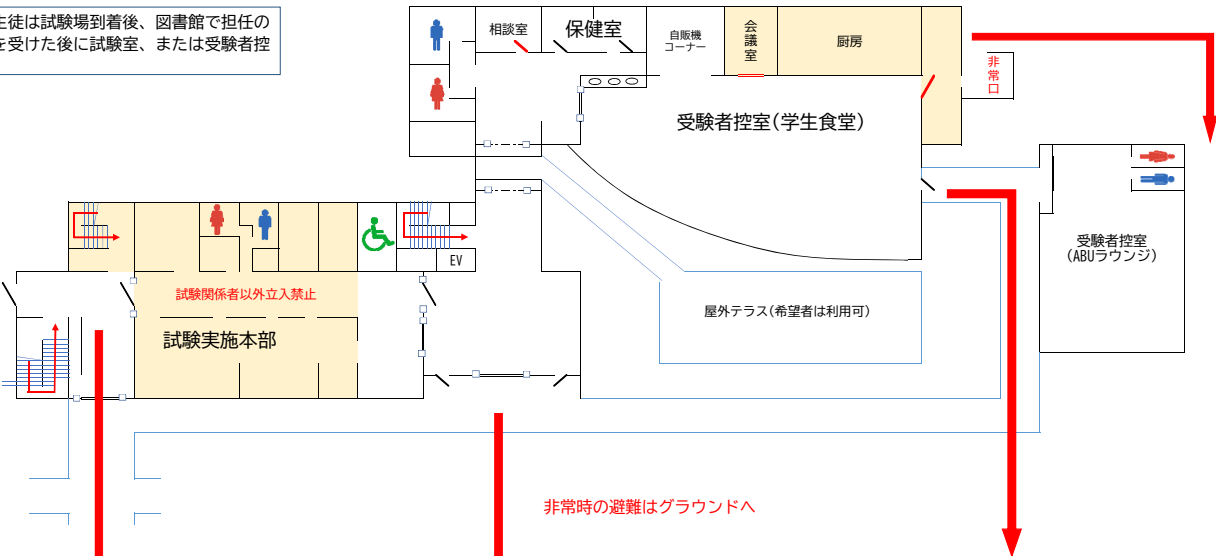 生徒は試験場到着後、図書館で担任の
を受けた後に試験室、または受験者控
相談室
保健室
自販機
コーナー
会議室
厨房
非常口
受験者控室(学生食堂)
受験者控室
(ABUラウンジ)
EV
試験関係者以外立入禁止
試験実施本部
屋外テラス(希望者は利用可)
非常時の避難はグラウンドへ